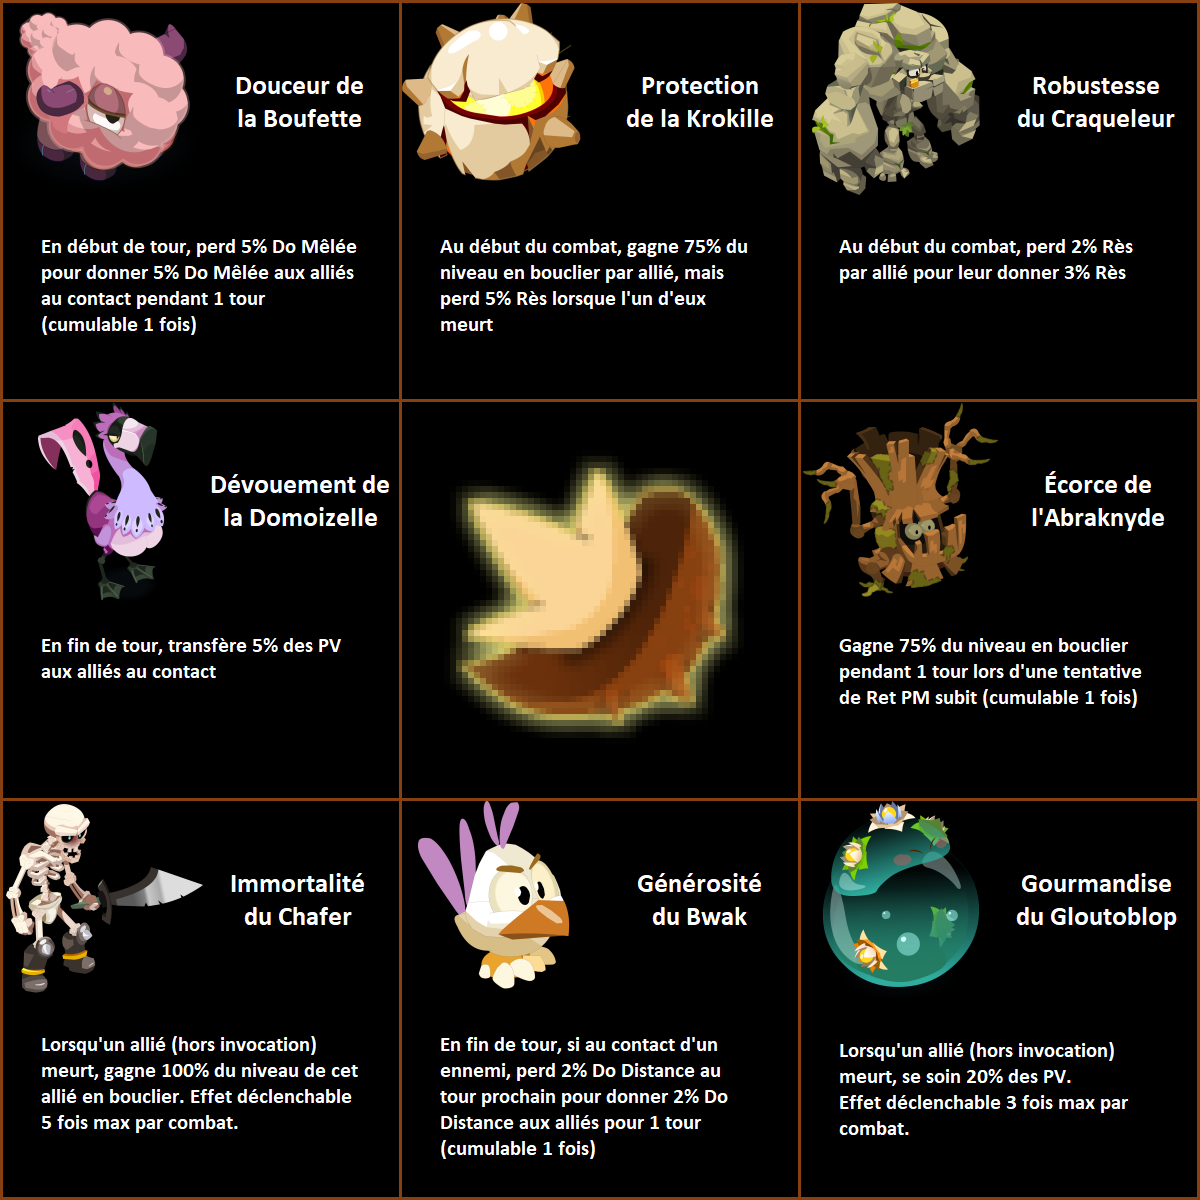 Douceur de
la Boufette
En début de tour, perd 5% Do Mêlée
pour donner 5% Do Mêlée aux alliés
au contact pendant 1 tour
(cumulable 1 fois)
Protection
de la Krokille
Au début du combat, gagne 75% du
niveau en bouclier par allié, mais
perd 5% Rès lorsque l'un d'eux
meurt
Robustesse
du Craqueleur
Au début du combat, perd 2% Rès
par allié pour leur donner 3% Rès
Dévouement de
la Domoizelle
En fin de tour, transfère 5% des PV
aux alliés au contact
Écorce de
l'Abraknyde
Gagne 75% du niveau en bouclier
pendant 1 tour lors d'une tentative
de Ret PM subit (cumulable 1 fois)
Immortalité
du Chafer
Lorsqu'un allié (hors invocation)
meurt, gagne 100% du niveau de cet
allié en bouclier. Effet déclenchable
5 fois max par combat.
Générosité
du Bwak
En fin de tour, si au contact d'un
ennemi, perd 2% Do Distance au
tour prochain pour donner 2% Do
Distance aux alliés pour 1 tour
(cumulable 1 fois)
Gourmandise
du Gloutoblop
Lorsqu'un allié (hors invocation)
meurt, se soin 20% des PV.
Effet déclenchable 3 fois max par
combat.